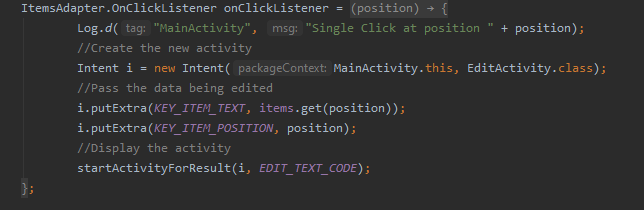 ItemsAdapter.OnClickListener onClickListener = (position) → {
Log.d( tag: "MainActivity", msg: "Single Click at position " + position);
//Create the new activity
Intent i = new Intent( packageContext: MainActivity.this, EditActivity.class);
//Pass the data being edited
i.putExtra(KEY_ITEM_TEXT, items.get(position));
i.putExtra(KEY_ITEM_POSITION, position);
//Display the activity
startActivityForResult(i, EDIT_TEXT_CODE);
};